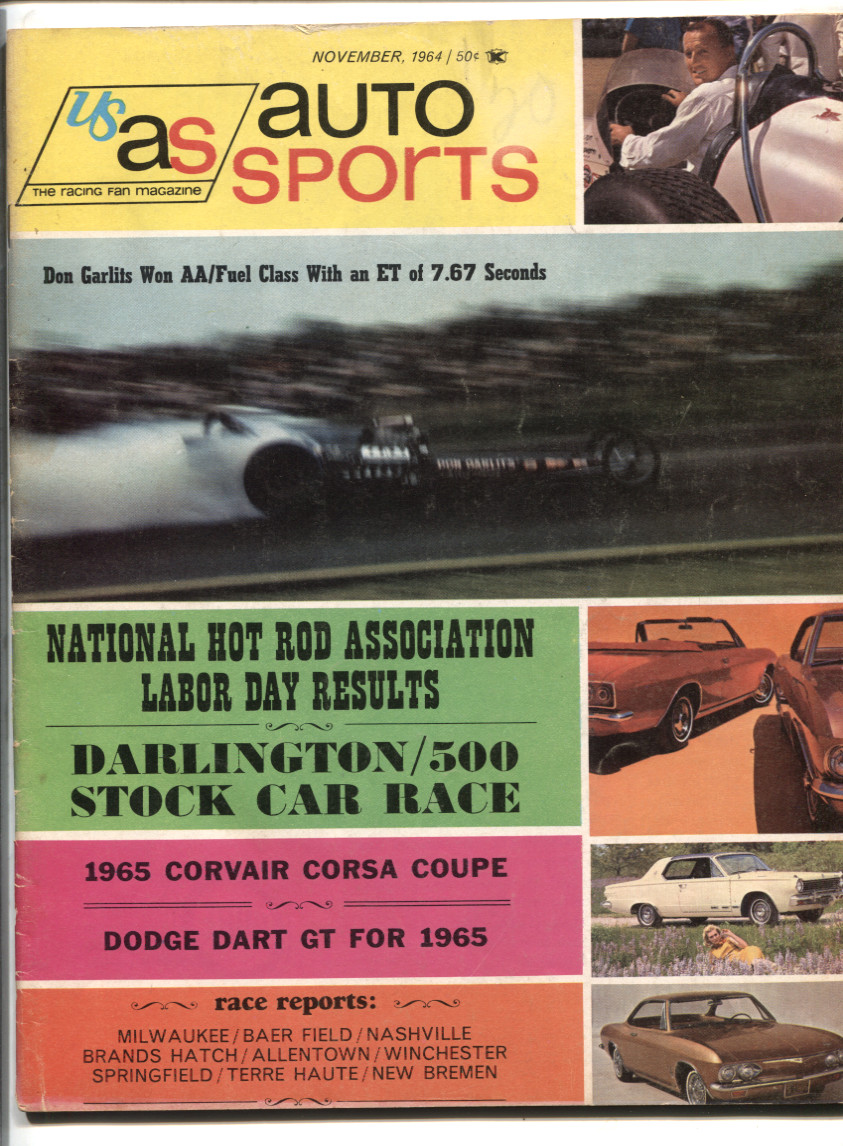 NOVEMBER, 1964 / 50¢ K
us as
THE RACING FAN MAGAZINE
AUTO
SPORTS
Don Garlits Won AA/Fuel Class With an ET of 7.67 Seconds
DON GARLITS
NATIONAL HOT ROD ASSOCIATION
LABOR DAY RESULTS
DARLINGTON/500
STOCK CAR RACE
1965 CORVAIR CORSA COUPE
DODGE DART GT FOR 1965
race reports:
MILWAUKEE/BAER FIELD/NASHVILLE
BRANDS HATCH/ALLENTOWN/WINCHESTER
SPRINGFIELD/TERRE HAUTE/NEW BREMEN